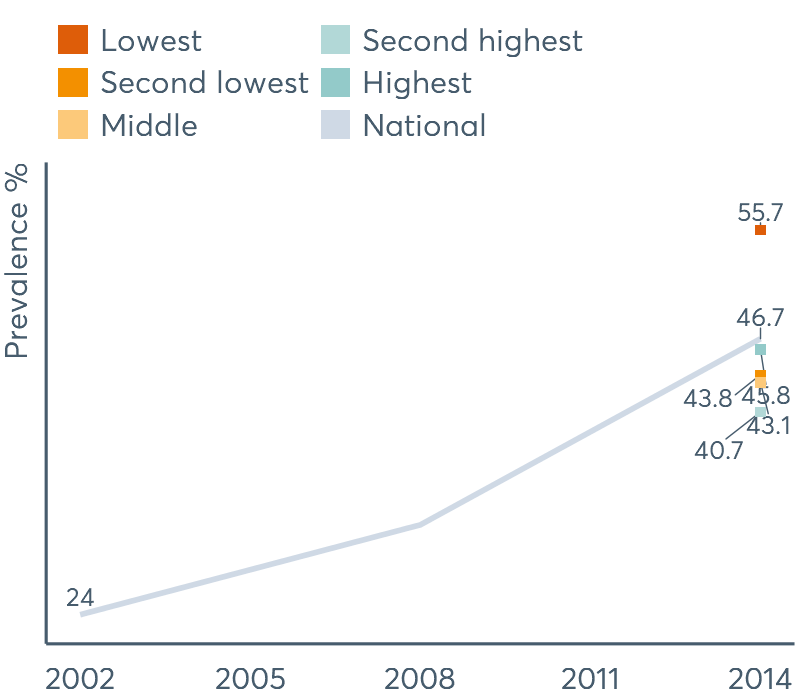 Lowest
Second lowest
Middle
Second highest
Highest
National
Prevalence %
55.7
46.7
43.8
45.8
43.1
40.7
24
2002 2005 2008 2011 2014